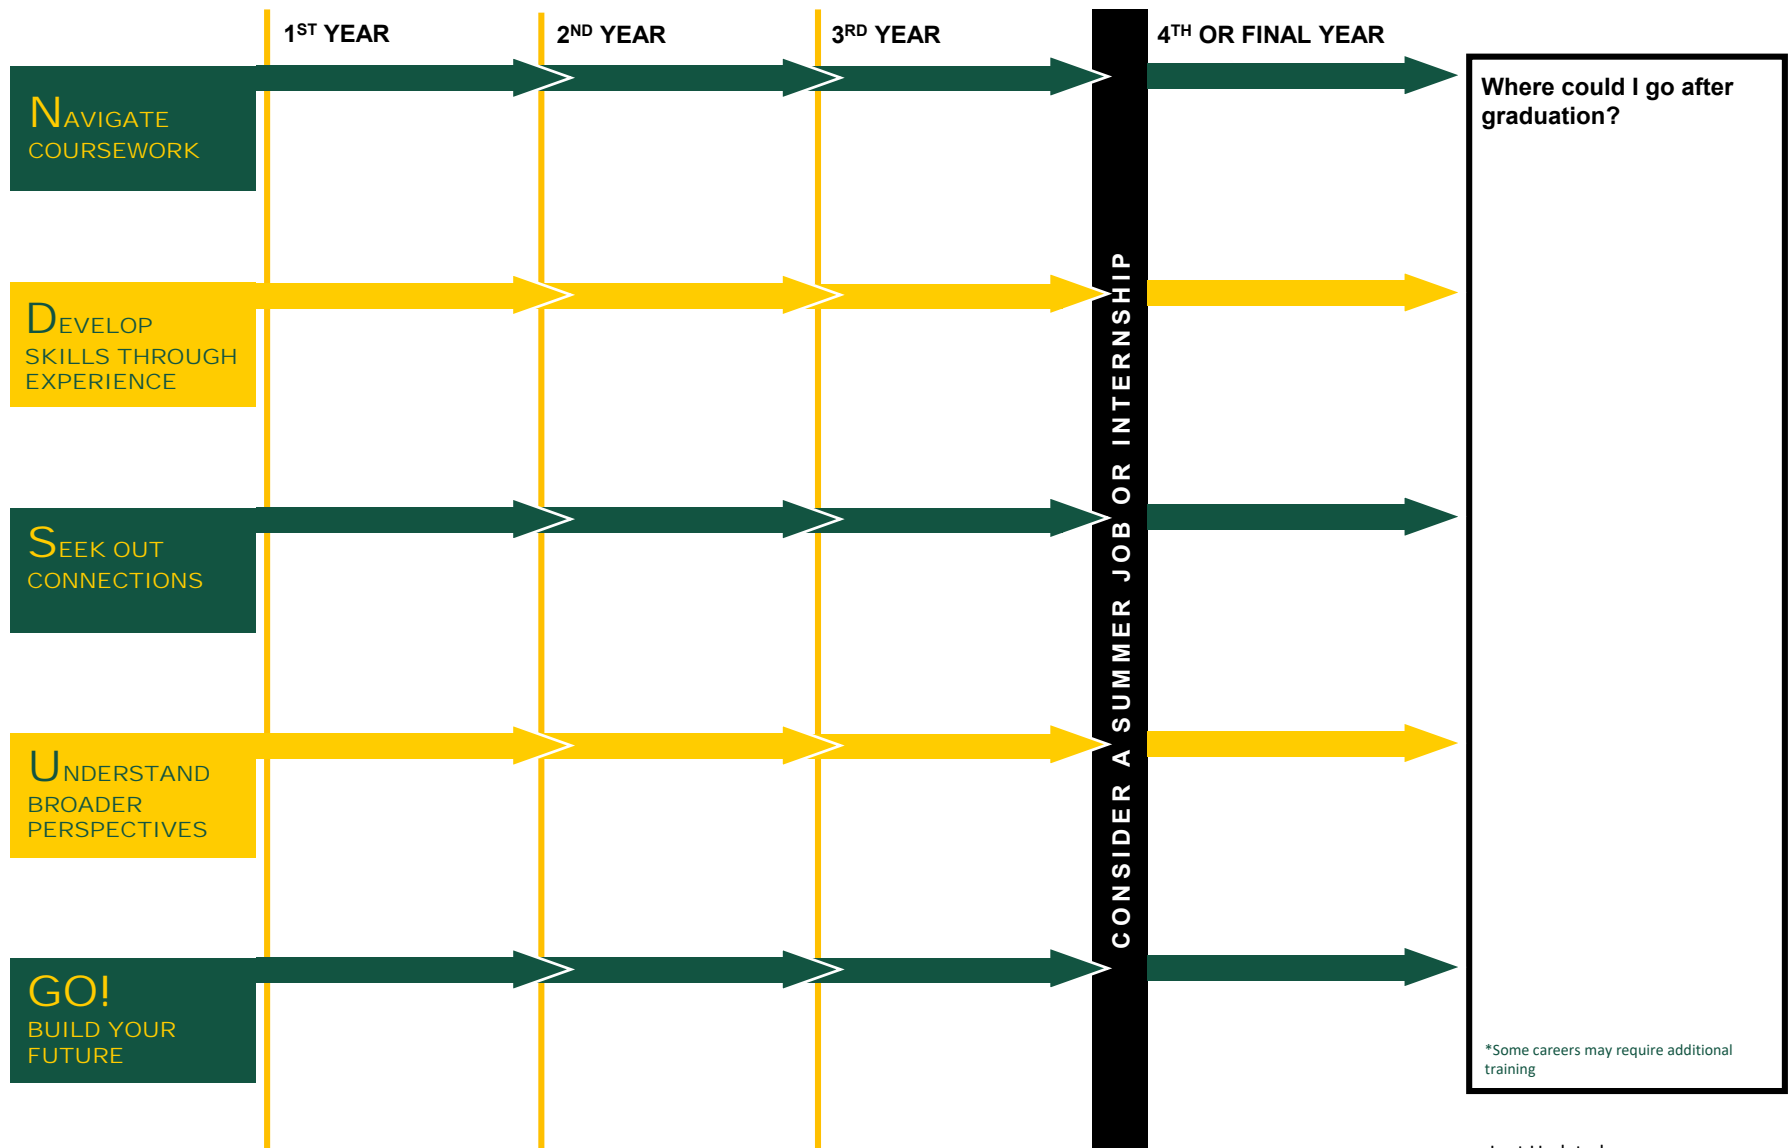 1ST YEAR
2ND YEAR
3RD YEAR
4TH OR FINAL YEAR
NAVIGATE
COURSEWORK
DEVELOP
SKILLS THROUGH
EXPERIENCE
SEEK OUT
CONNECTIONS
UNDERSTAND
BROADER
PERSPECTIVES
GO!
BUILD YOUR
FUTURE
CONSIDER A SUMMER JOB OR INTERNSHIP
Where could I go after
graduation?
*Some careers may require additional
training
Last Updated